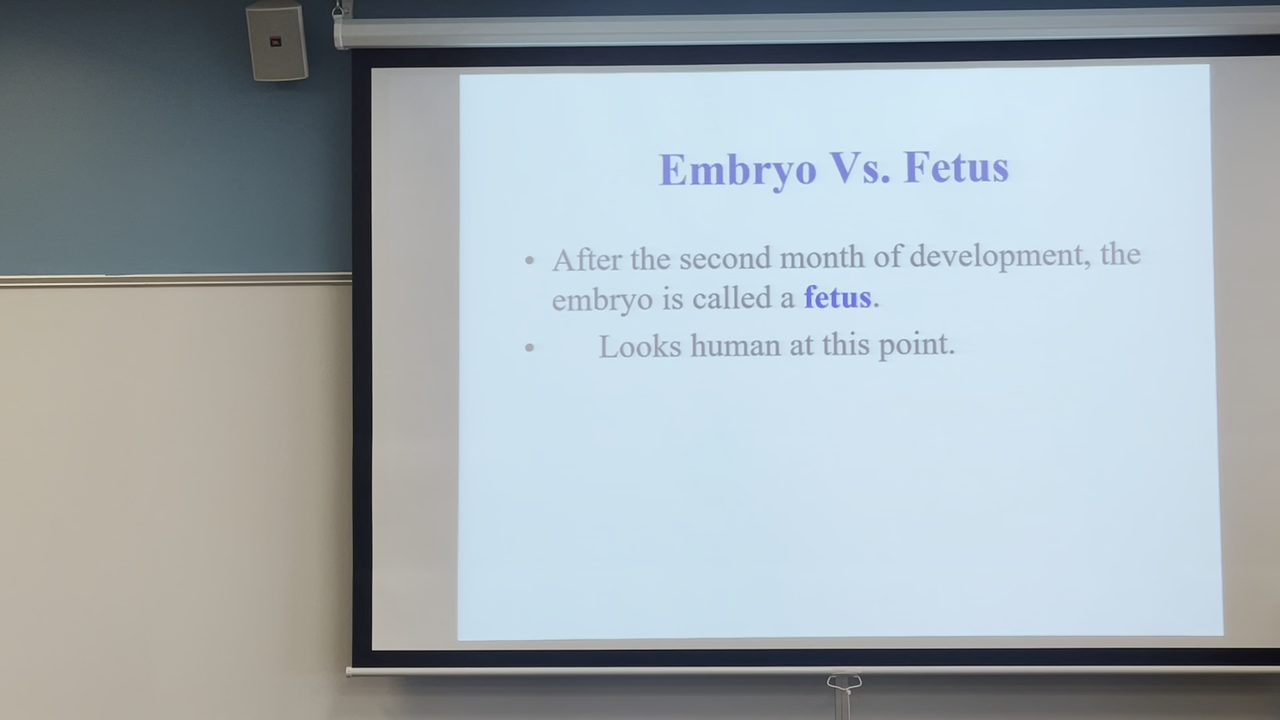 Embryo Vs. Fetus
• After the second month of development, the
embryo is called a fetus.
• Looks human at this point.